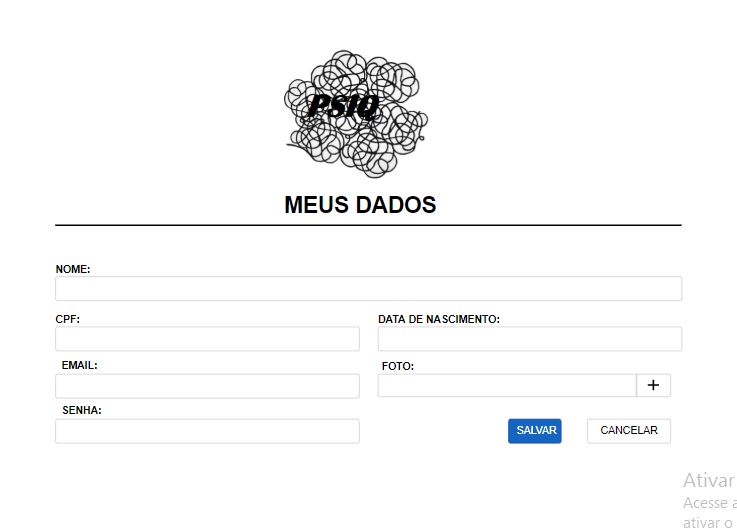 PSIQ
MEUS DADOS
NOME:
CPF:
DATA DE NASCIMENTO:
EMAIL:
FOTO:
+
SENHA:
SALVAR
CANCELAR
Ativar
Acesse a
ativar o